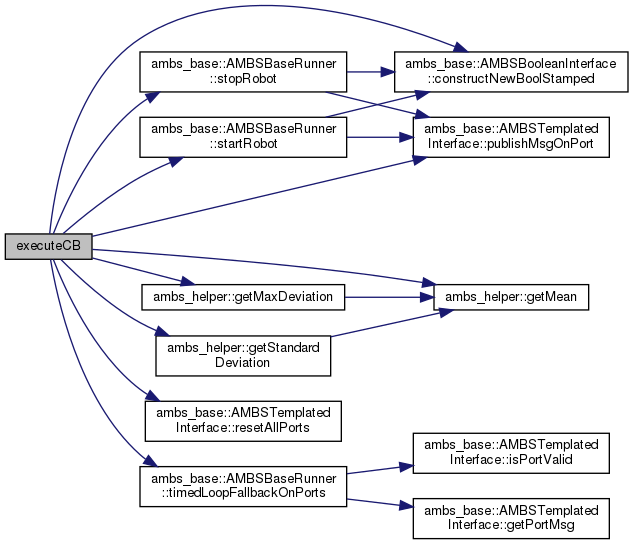 ambs_base::AMBSBaseRunner
::stopRobot
ambs_base::AMBSBooleanInterface
::constructNewBoolStamped
ambs_base::AMBSBaseRunner
::startRobot
ambs_base::AMBSTemplated
Interface::publishMsgOnPort
executeCB
ambs_helper::getMaxDeviation
ambs_helper::getMean
ambs_helper::getStandard
Deviation
ambs_base::AMBSTemplated
Interface::resetAllPorts
ambs_base::AMBSBaseRunner
::timedLoopFallbackOnPorts
ambs_base::AMBSTemplated
Interface::isPortValid
ambs_base::AMBSTemplated
Interface::getPortMsg